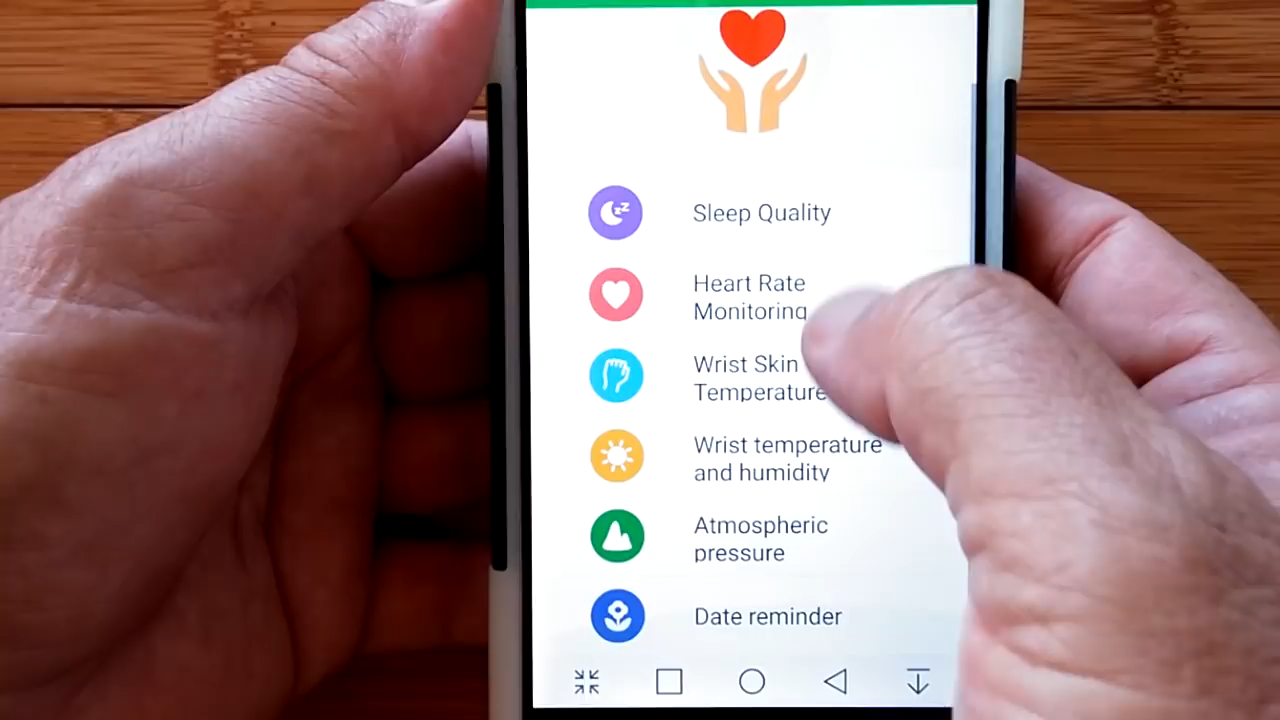 Sleep Quality
Heart Rate
Monitoring
Wrist Skin
Temperature
Wrist temperature
and humidity
Atmospheric
pressure
Date reminder